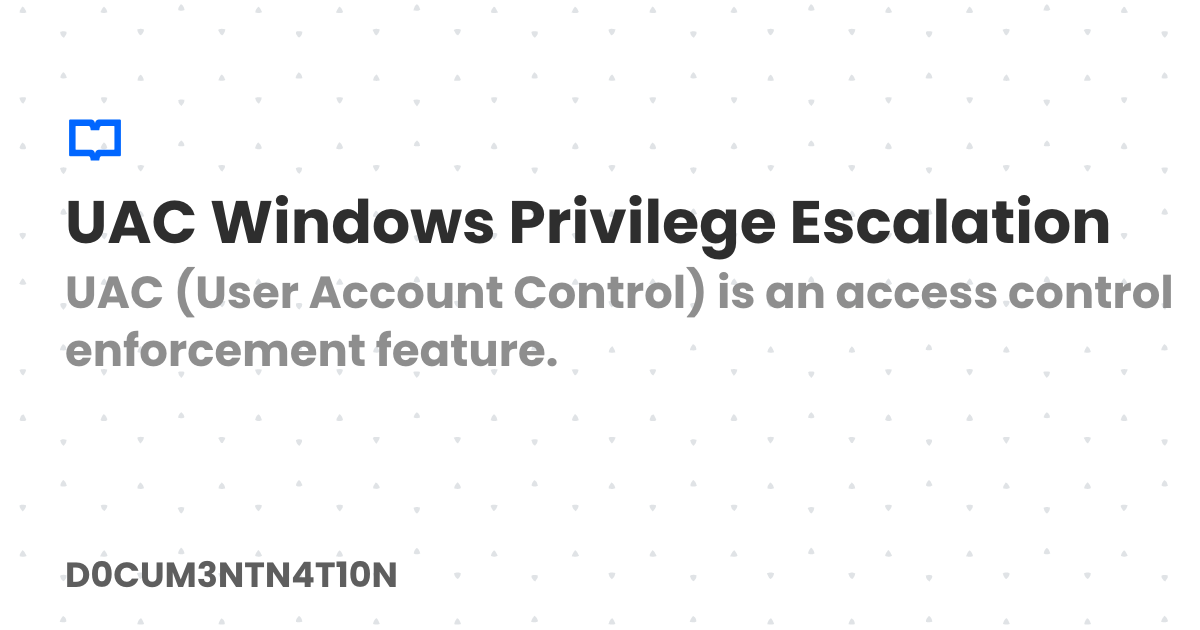 UAC Windows Privilege Escalation
UAC (User Account Control) is an access control
enforcement feature.
D0CUM3NTN4T10N